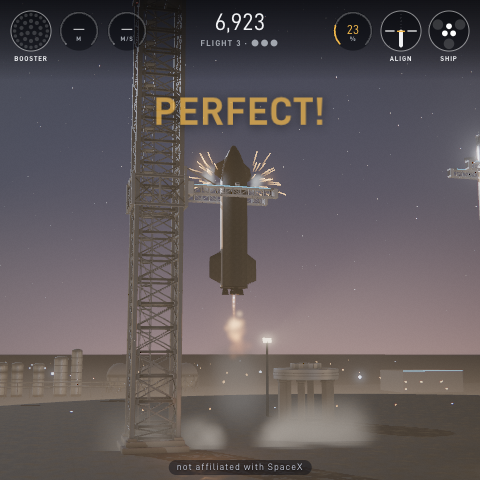 6,923
FLIGHT 3 ·
— M
— M/S
23 %
BOOSTER
ALIGN
SHIP
PERFECT!
not affiliated with SpaceX